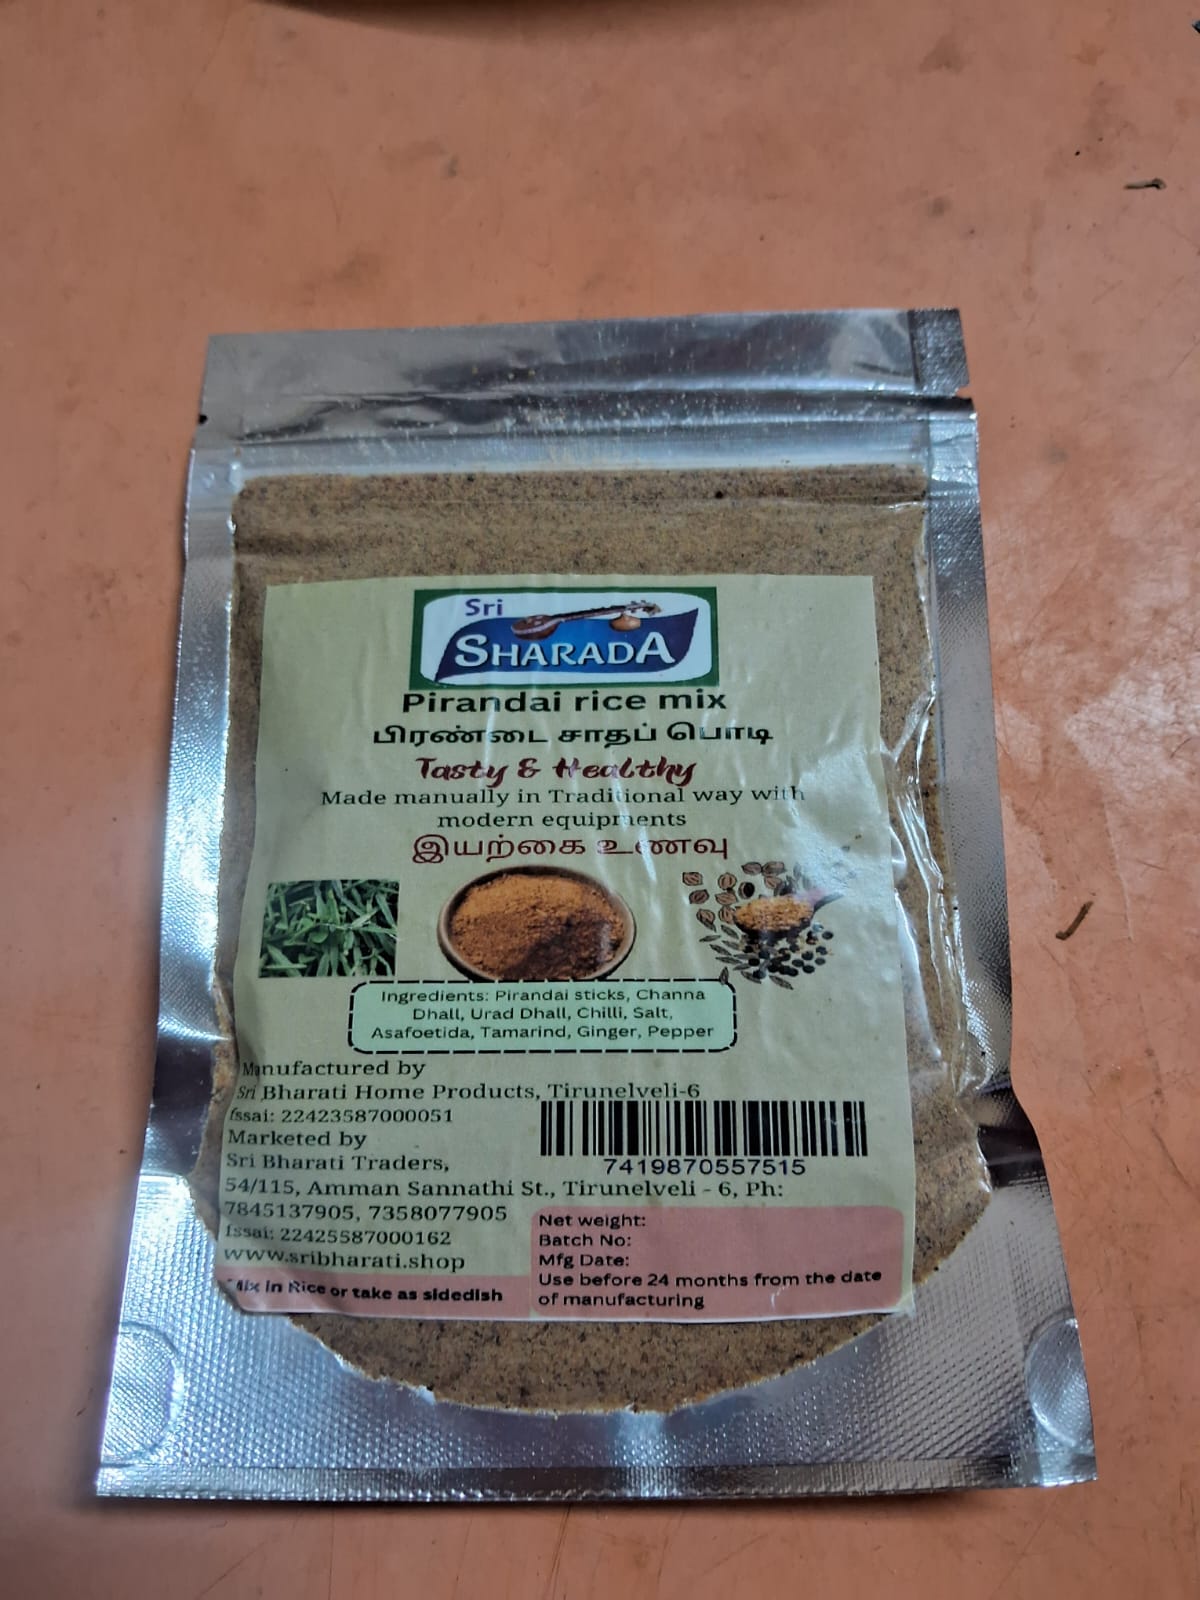 Sri
SHARADA
Pirandai rice mix
பிரண்டை சாதப் பொடி
Tasty & Healthy
Made manually in Traditional way with
modern equipments
இயற்கை உணவு
Ingredients: Pirandai sticks, Channa
Dhall, Urad Dhall, Chilli, Salt,
Asafoetida, Tamarind, Ginger, Pepper
Manufactured by
Sri Bharati Home Products, Tirunelveli-6
fssai: 22423587000051
Marketed by
Sri Bharati Traders,
54/115, Amman Sannathi St., Tirunelveli - 6, Ph:
7845137905, 7358077905
fssai: 22425587000162
www.sribharati.shop
Mix in Rice or take as sidedish
7419870557515
Net weight:
Batch No:
Mfg Date:
Use before 24 months from the date
of manufacturing